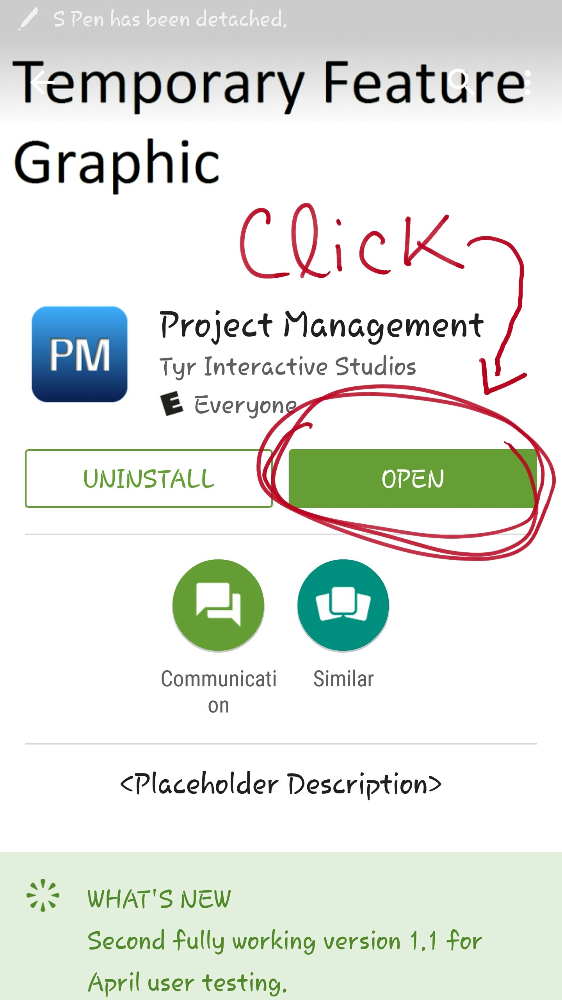 S Pen has been detached.
Temporary Feature
Graphic
Click
PM
Project Management
Tyr Interactive Studios
E Everyone
UNINSTALL
OPEN
Communicati
on
Similar
<Placeholder Description>
WHAT'S NEW
Second fully working version 1.1 for
April user testing.